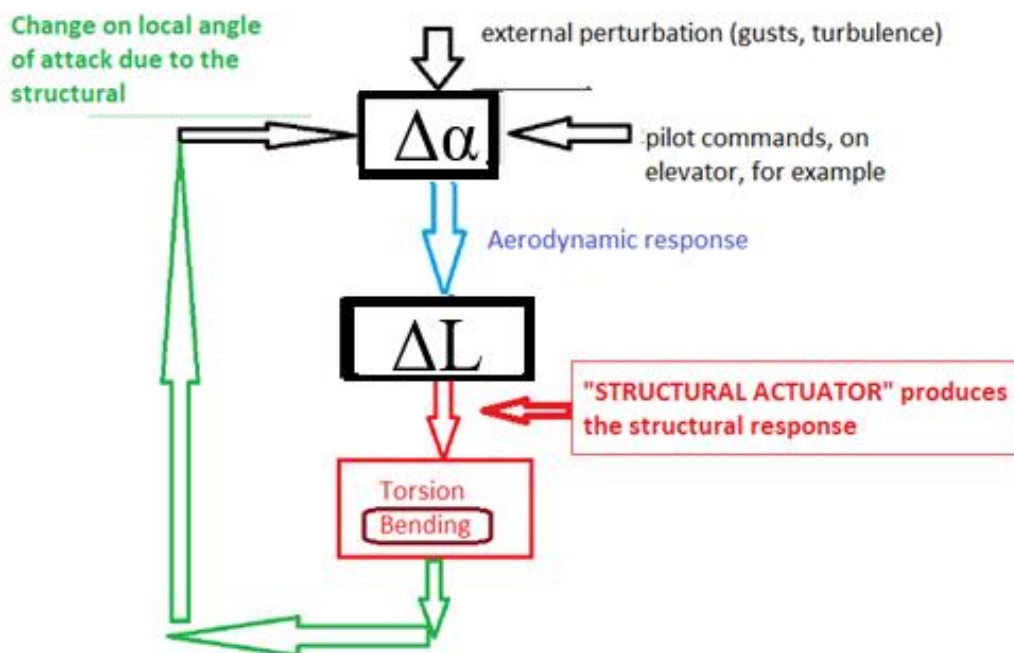 Change on local angle
of attack due to the
structural
external perturbation (gusts, turbulence)
Δα
pilot commands, on
elevator, for example
Aerodynamic response
ΔL
"STRUCTURAL ACTUATOR" produces
the structural response
Torsion
Bending